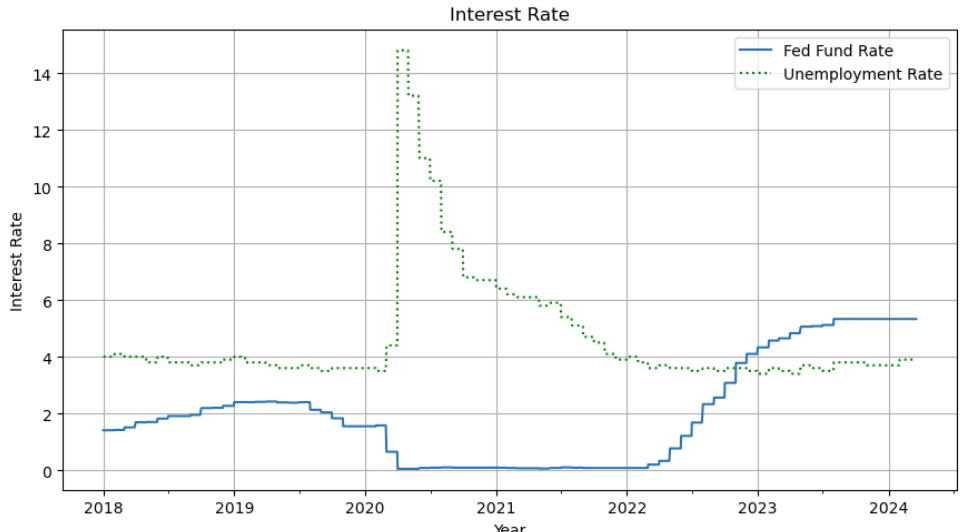 Interest Rate
Fed Fund Rate
Unemployment Rate
Interest Rate
14
12
10
8
6
4
2
0
2018 2019 2020 2021 2022 2023 2024
Year